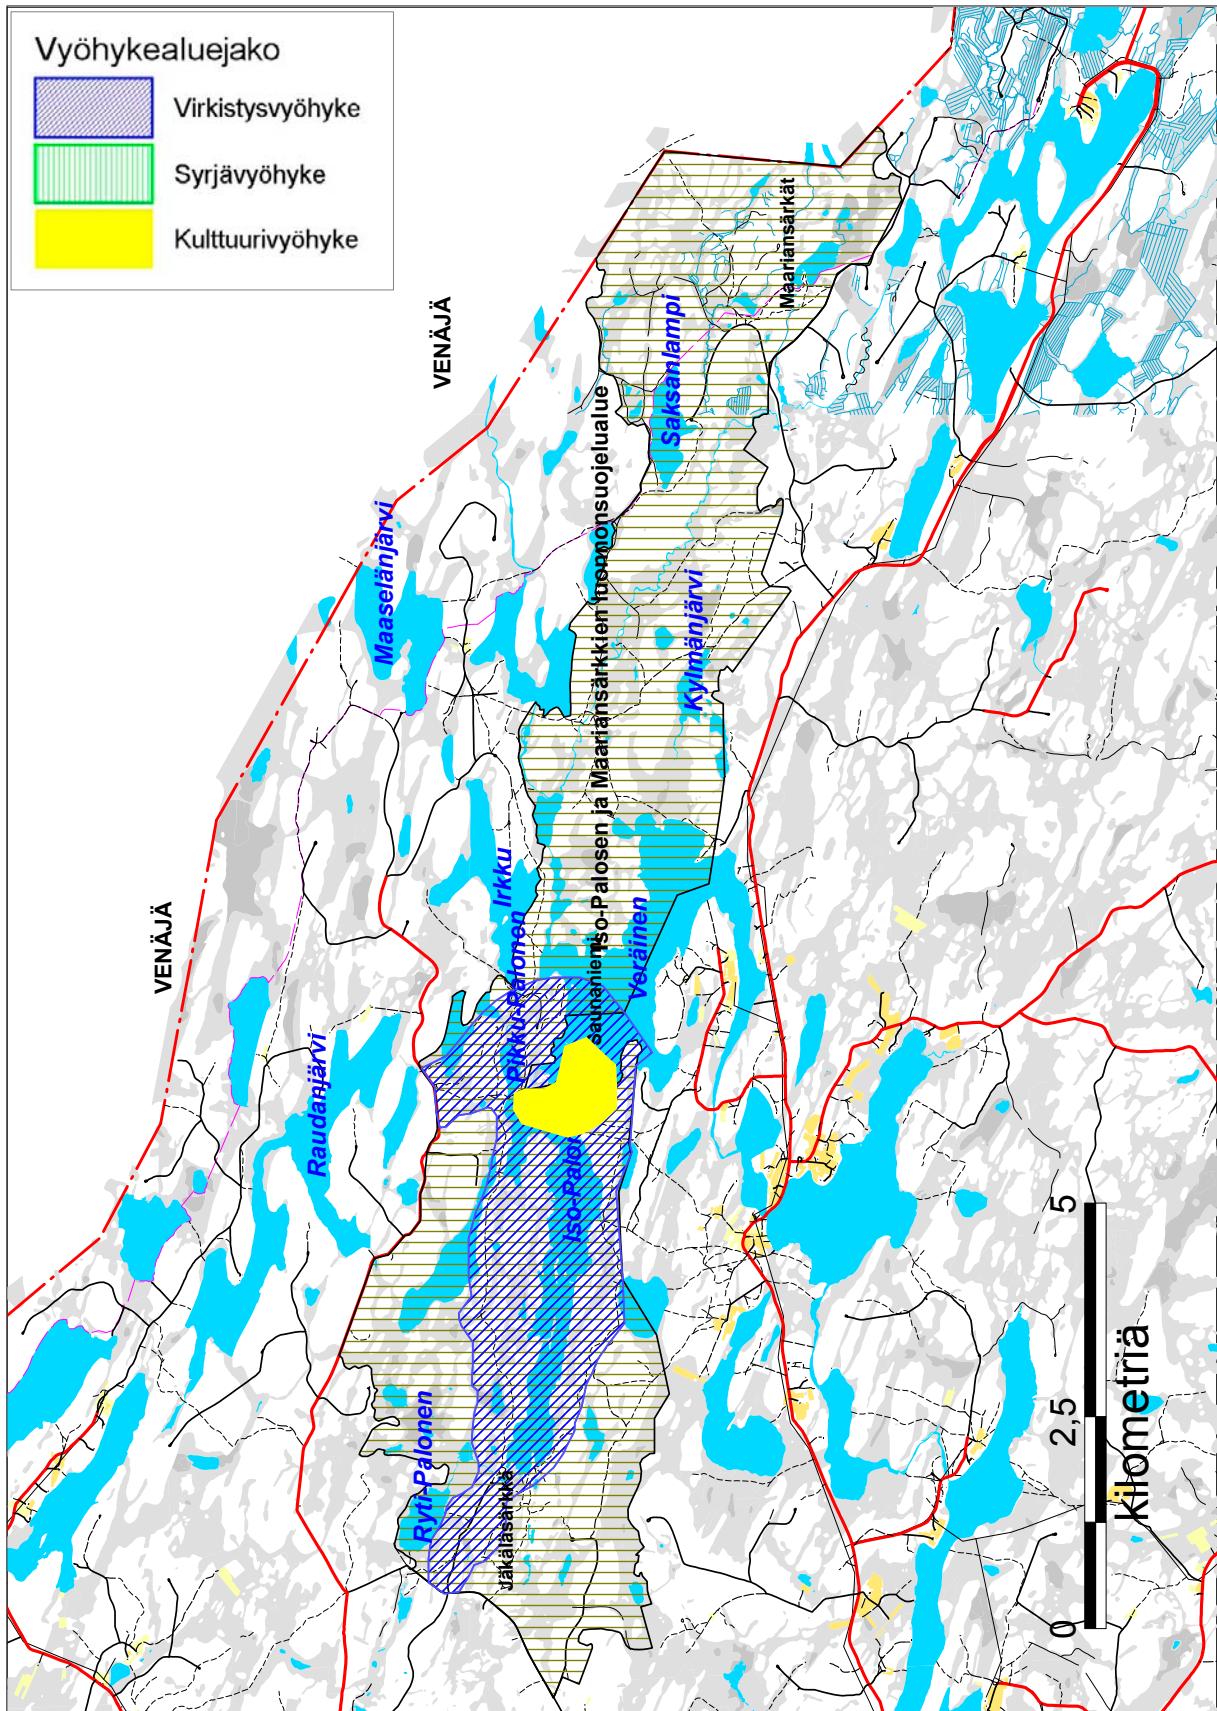 Vyöhykealuejako
Virkistysvyöhyke
Syrjävyöhyke
Kulttuurivyöhyke
VENÄJÄ
VENÄJÄ
Maariansärkät
Saksanlampi
Iso-Palosen ja Maariansärkkien luonnonsuojelualue
Maaselänjärvi
Kylmänjärvi
Irkku
Pikku-Palonen
Veräinen
Saunaniemi
Raudanjärvi
Iso-Palo
Ryti-Palonen
Jäkäläsärkkä
0 2,5 5
kilometriä